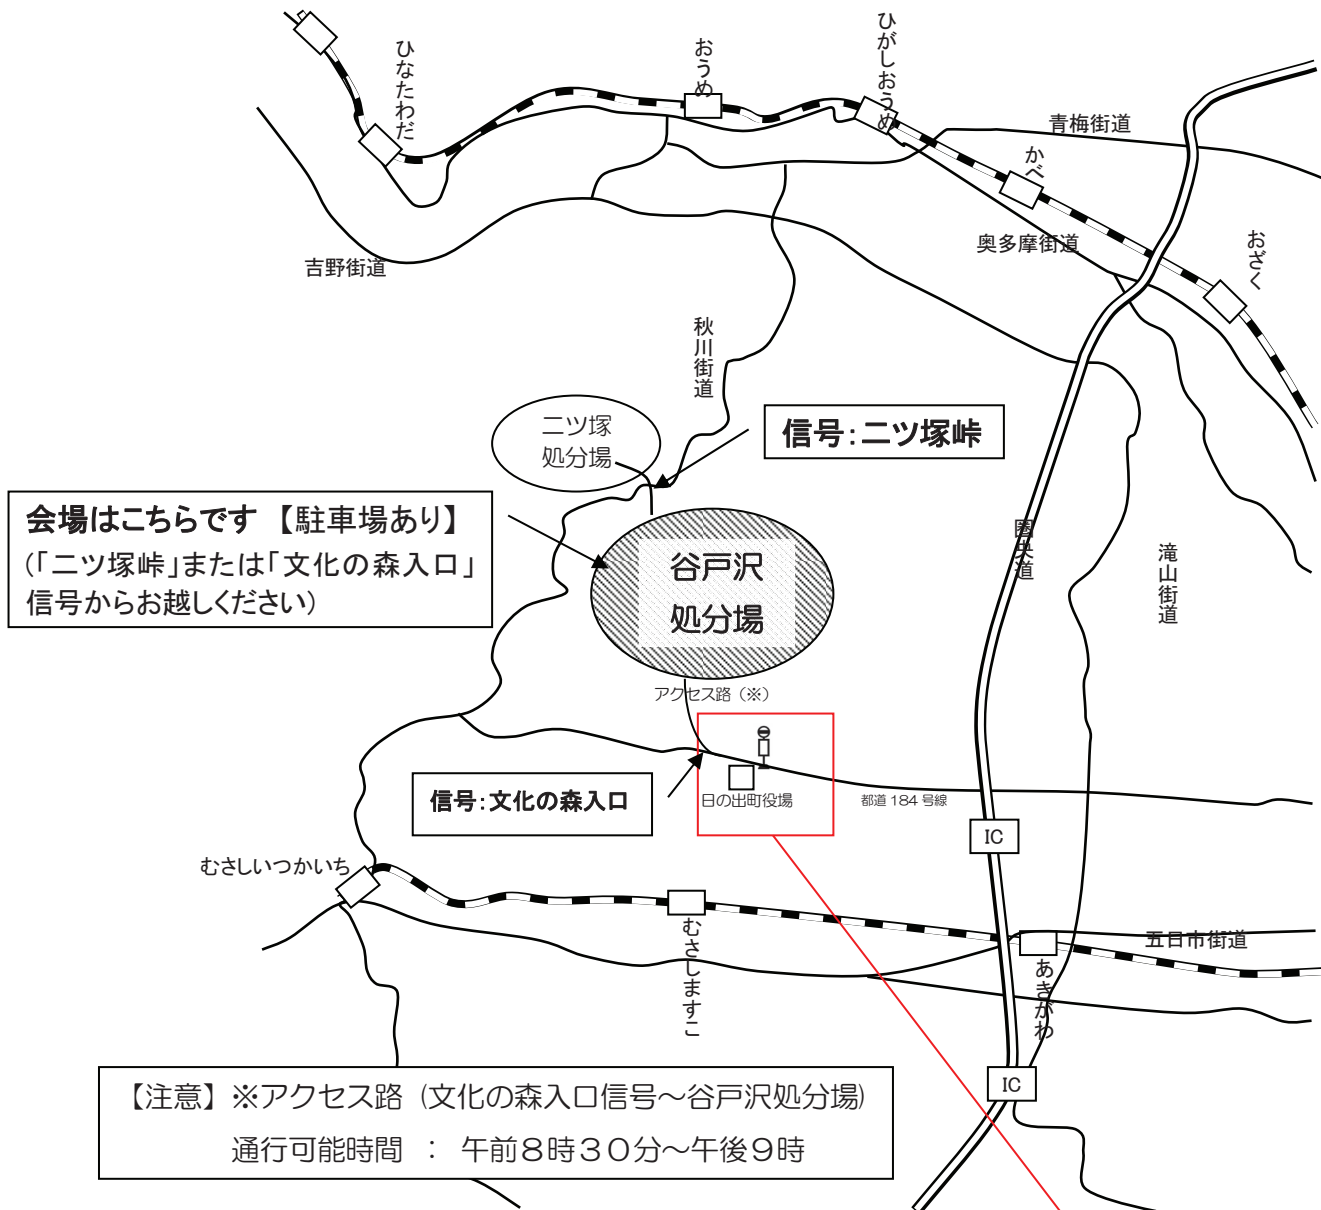 ひなたわだ
おうめ
ひがしおうめ
青梅街道
かべ
奥多摩街道
おざく
吉野街道
秋川街道
二ツ塚
処分場
信号:二ツ塚峠
会場はこちらです 【駐車場あり】
(「二ツ塚峠」または「文化の森入口」
信号からお越しください)
谷戸沢
処分場
圏央道
滝山街道
アクセス路(※)
信号:文化の森入口
日の出町役場
都道184号線
IC
むさしいつかいち
むさしますこ
五日市街道
あきがわ
IC
【注意】※アクセス路 (文化の森入口信号~谷戸沢処分場)
通行可能時間 : 午前8時30分~午後9時